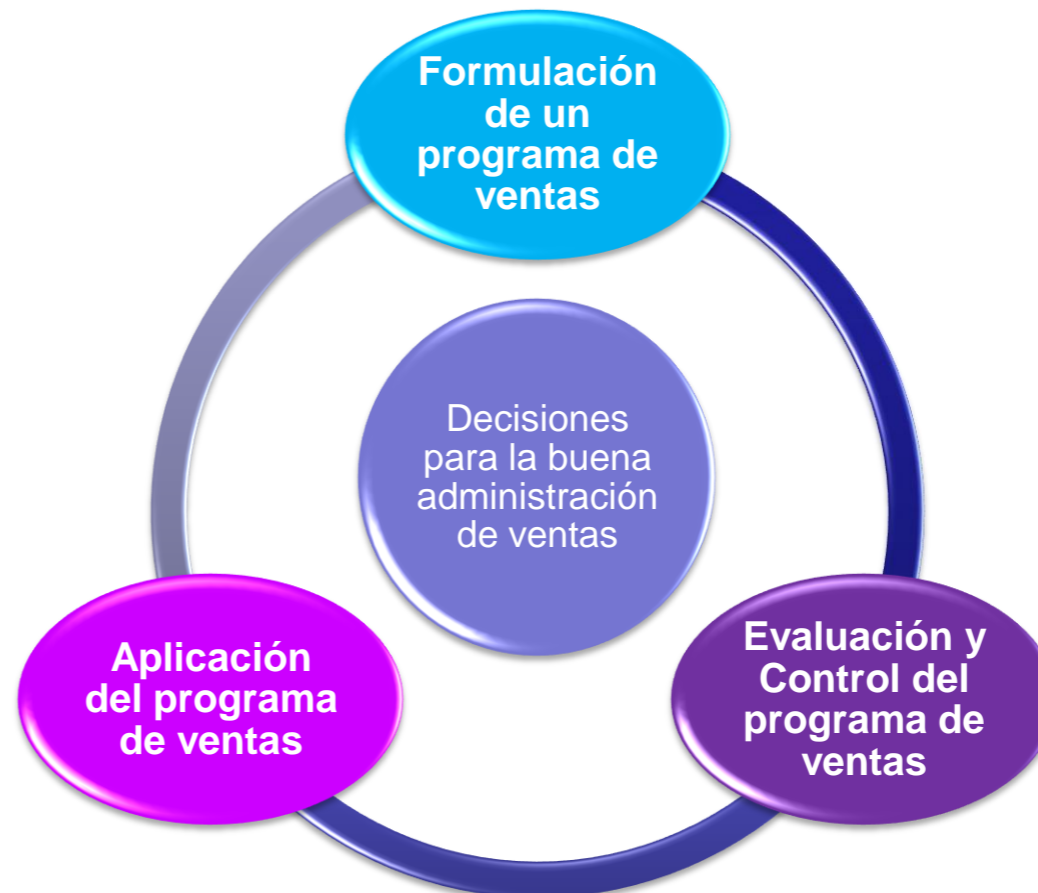 Formulación
de un
programa de
ventas
Decisiones
para la buena
administración
de ventas
Aplicación
del programa
de ventas
Evaluación y
Control del
programa de
ventas